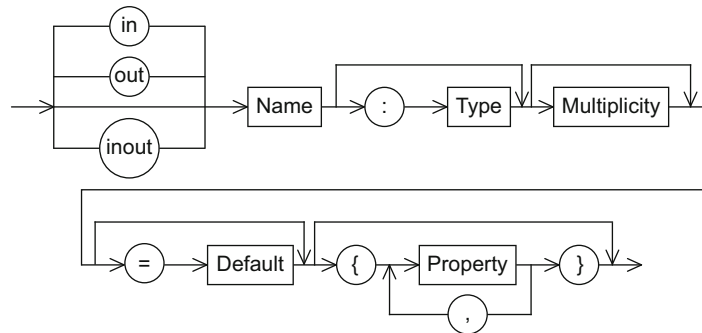 in
out
Name : Type Multiplicity
inout
= Default { Property }
,